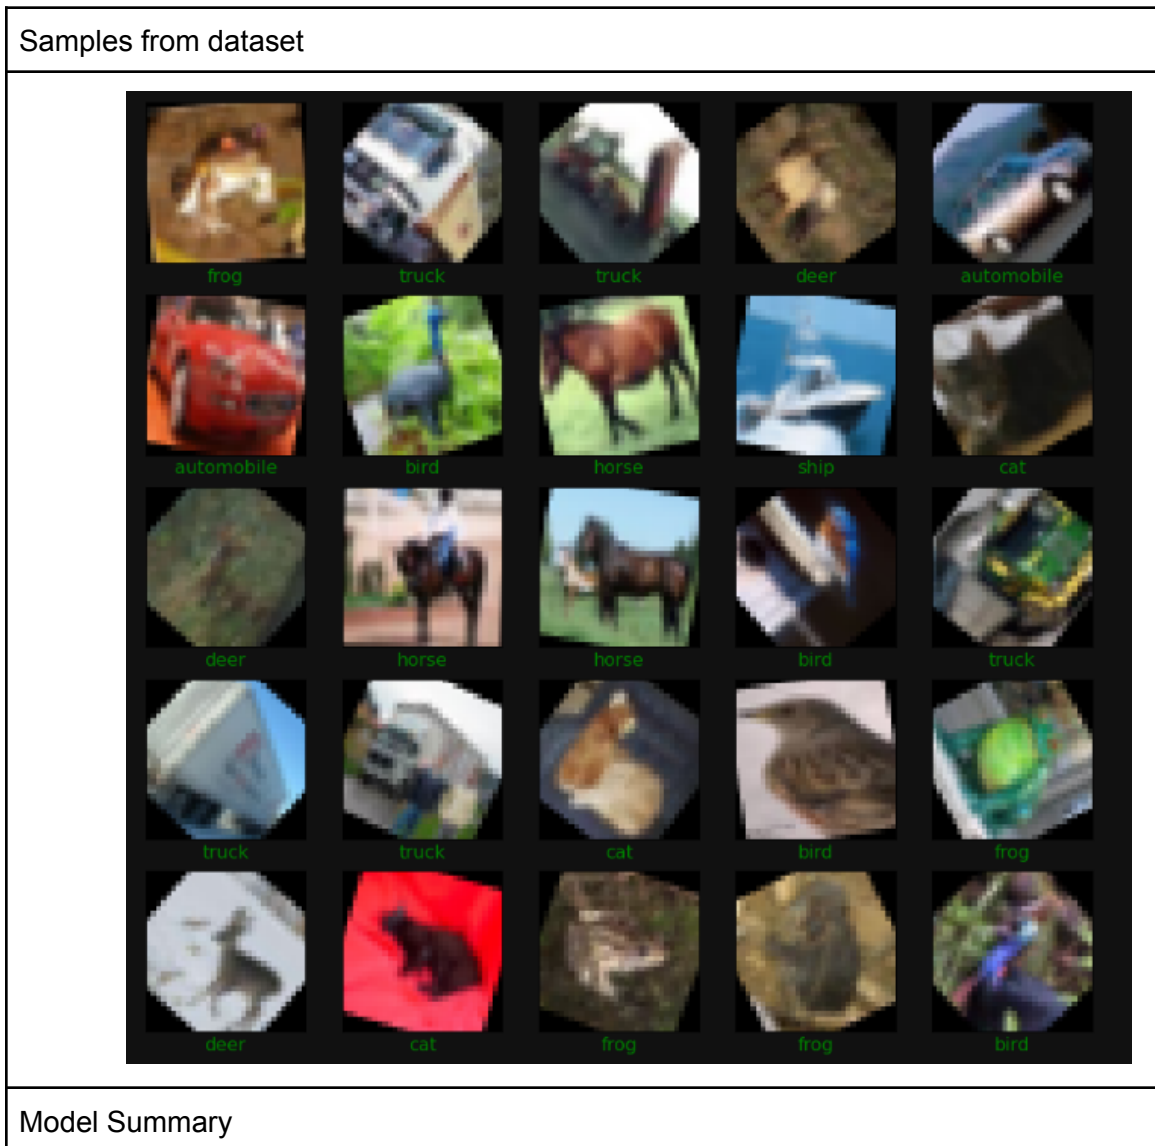 Samples from dataset
frog truck truck deer automobile
automobile bird horse ship cat
deer horse horse bird truck
truck truck cat bird frog
deer cat frog frog bird
Model Summary